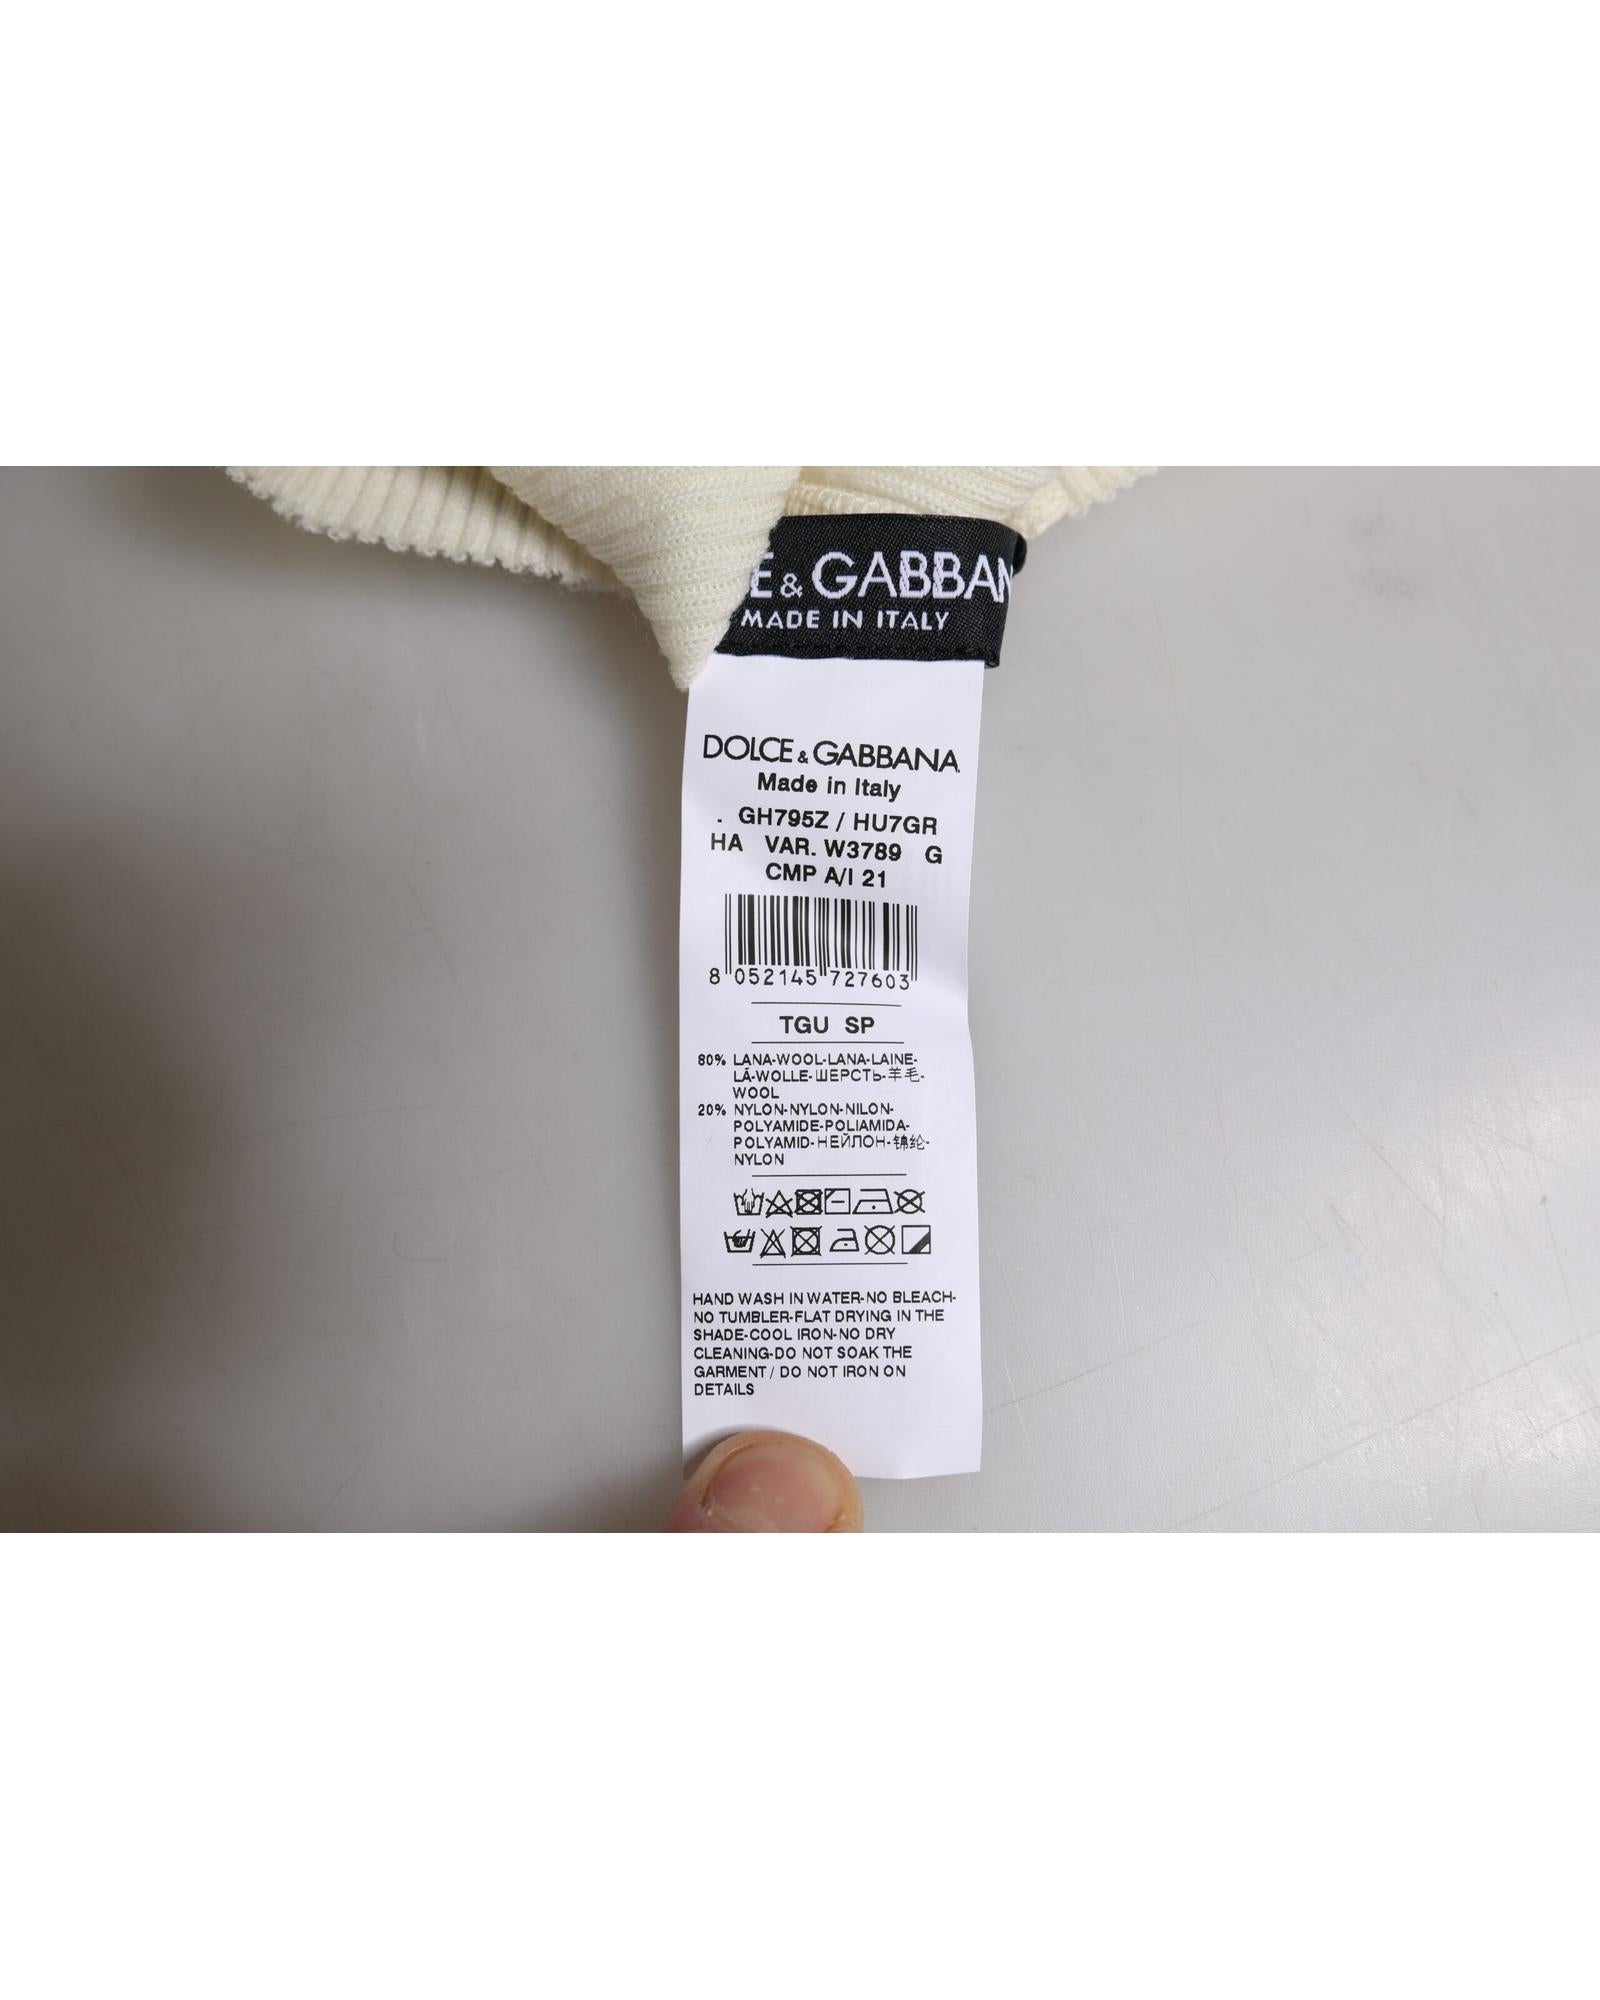 E & GABBAN
MADE IN ITALY
DOLCE & GABBANA
Made in Italy
. GH795Z / HU7GR
HA VAR. W3789 G
CMP A/I 21
8 052145 727603
TGU SP
80% LANA-WOOL-LANA-LAINE-
LÃ-WOLLE-ШЕРСТЬ-羊毛-
WOOL
20% NYLON-NYLON-NILON-
POLYAMIDE-POLIAMIDA-
POLYAMID-НЕЙЛОН-锦纶-
NYLON
HAND WASH IN WATER-NO BLEACH-
NO TUMBLER-FLAT DRYING IN THE
SHADE-COOL IRON-NO DRY
CLEANING-DO NOT SOAK THE
GARMENT / DO NOT IRON ON
DETAILS